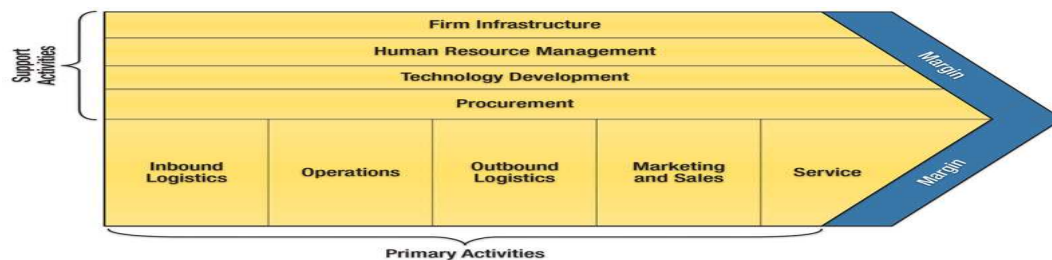 Support
Activities
Firm Infrastructure
Human Resource Management
Technology Development
Procurement
Margin
Inbound
Logistics
Operations
Outbound
Logistics
Marketing
and Sales
Service
Margin
Primary Activities